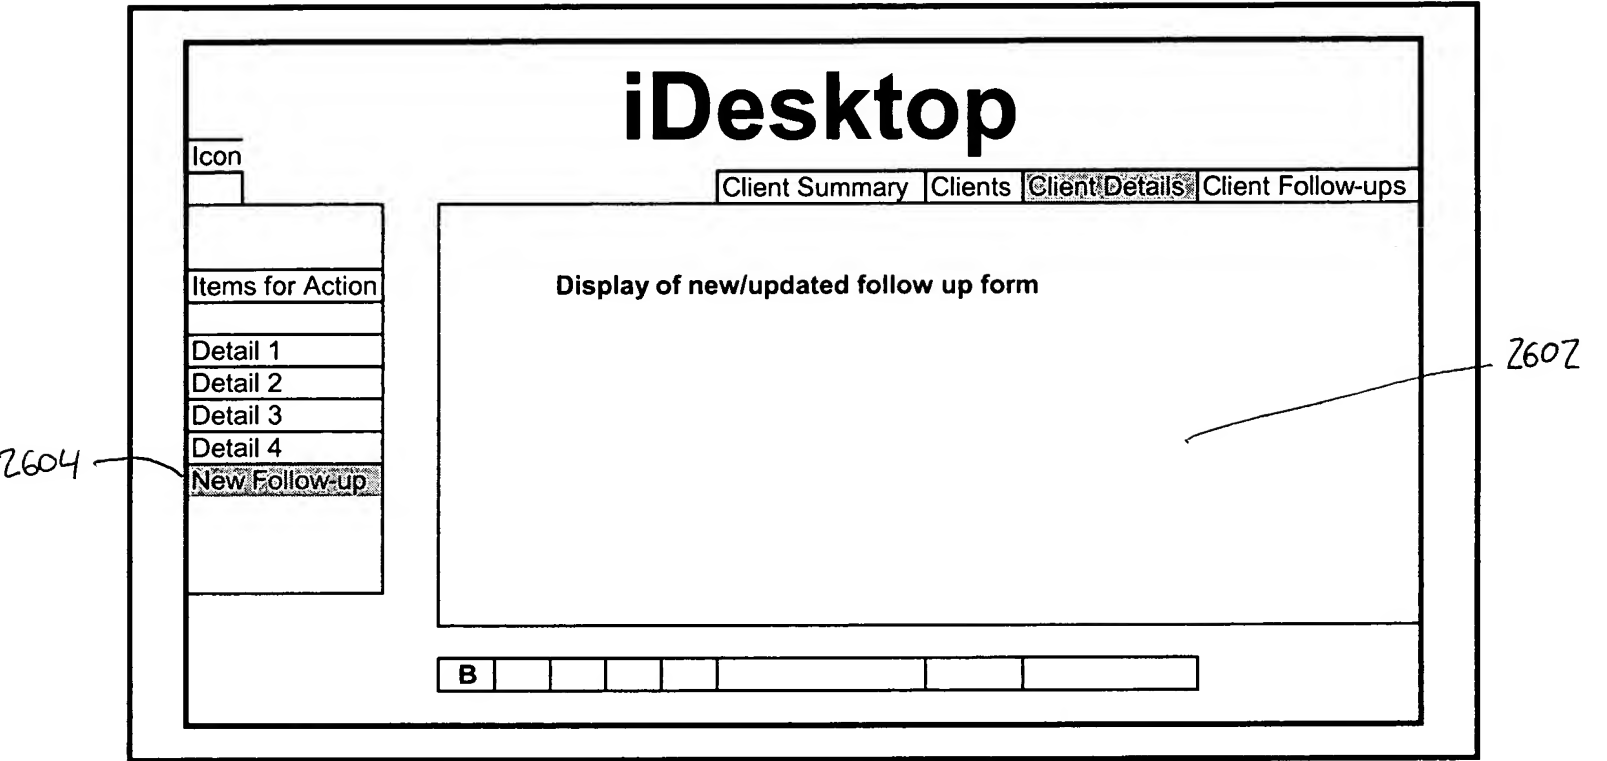 iDesktop
Icon
Client Summary Clients Client Details Client Follow-ups
Items for Action
Display of new/updated follow up form
Detail 1
2602
Detail 2
Detail 3
Detail 4
2604
New Follow-up
B